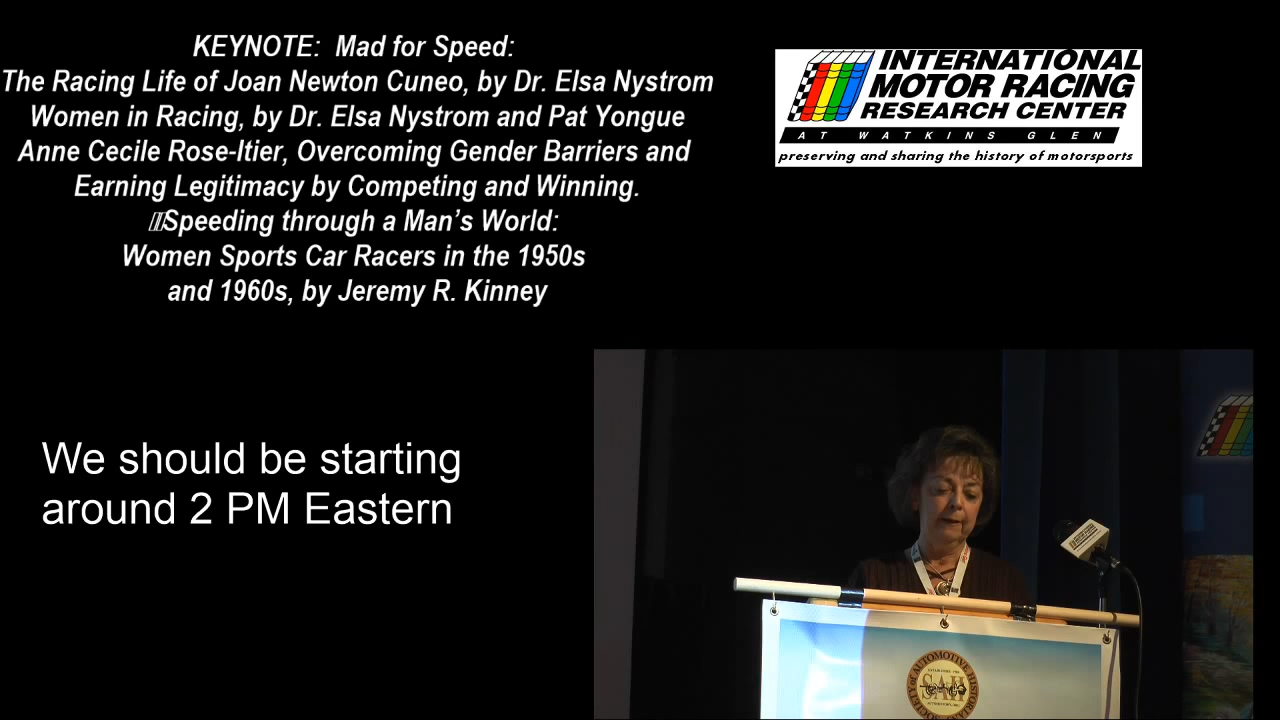 KEYNOTE: Mad for Speed:
The Racing Life of Joan Newton Cuneo, by Dr. Elsa Nystrom
Women in Racing, by Dr. Elsa Nystrom and Pat Yongue
Anne Cecile Rose-Itier, Overcoming Gender Barriers and
Earning Legitimacy by Competing and Winning.
Speeding through a Man’s World:
Women Sports Car Racers in the 1950s
and 1960s, by Jeremy R. Kinney
INTERNATIONAL
MOTOR RACING
RESEARCH CENTER
AT WATKINS GLEN
preserving and sharing the history of motorsports
We should be starting
around 2 PM Eastern
SOCIETY of AUTOMOTIVE
SAH